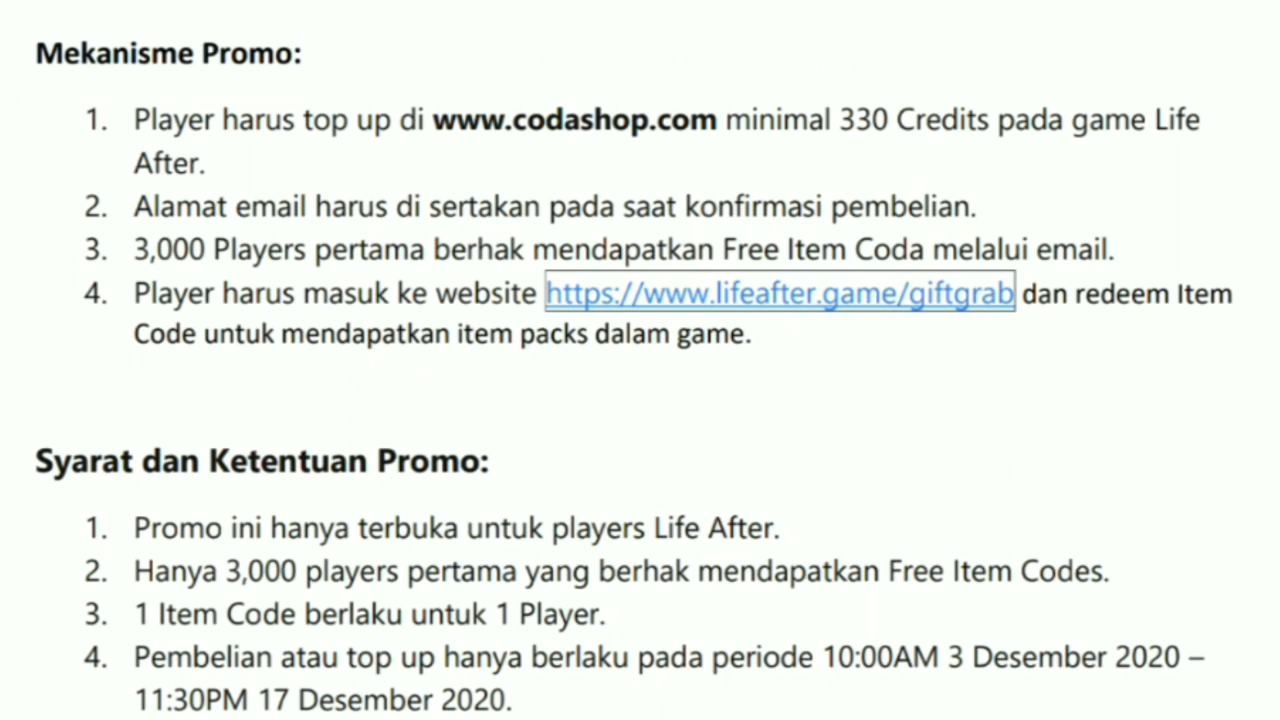 Mekanisme Promo:
1. Player harus top up di www.codashop.com minimal 330 Credits pada game Life
After.
2. Alamat email harus di sertakan pada saat konfirmasi pembelian.
3. 3,000 Players pertama berhak mendapatkan Free Item Coda melalui email.
4. Player harus masuk ke website https://www.lifeafter.game/giftgrab dan redeem Item
Code untuk mendapatkan item packs dalam game.
Syarat dan Ketentuan Promo:
1. Promo ini hanya terbuka untuk players Life After.
2. Hanya 3,000 players pertama yang berhak mendapatkan Free Item Codes.
3. 1 Item Code berlaku untuk 1 Player.
4. Pembelian atau top up hanya berlaku pada periode 10:00AM 3 Desember 2020 –
11:30PM 17 Desember 2020.